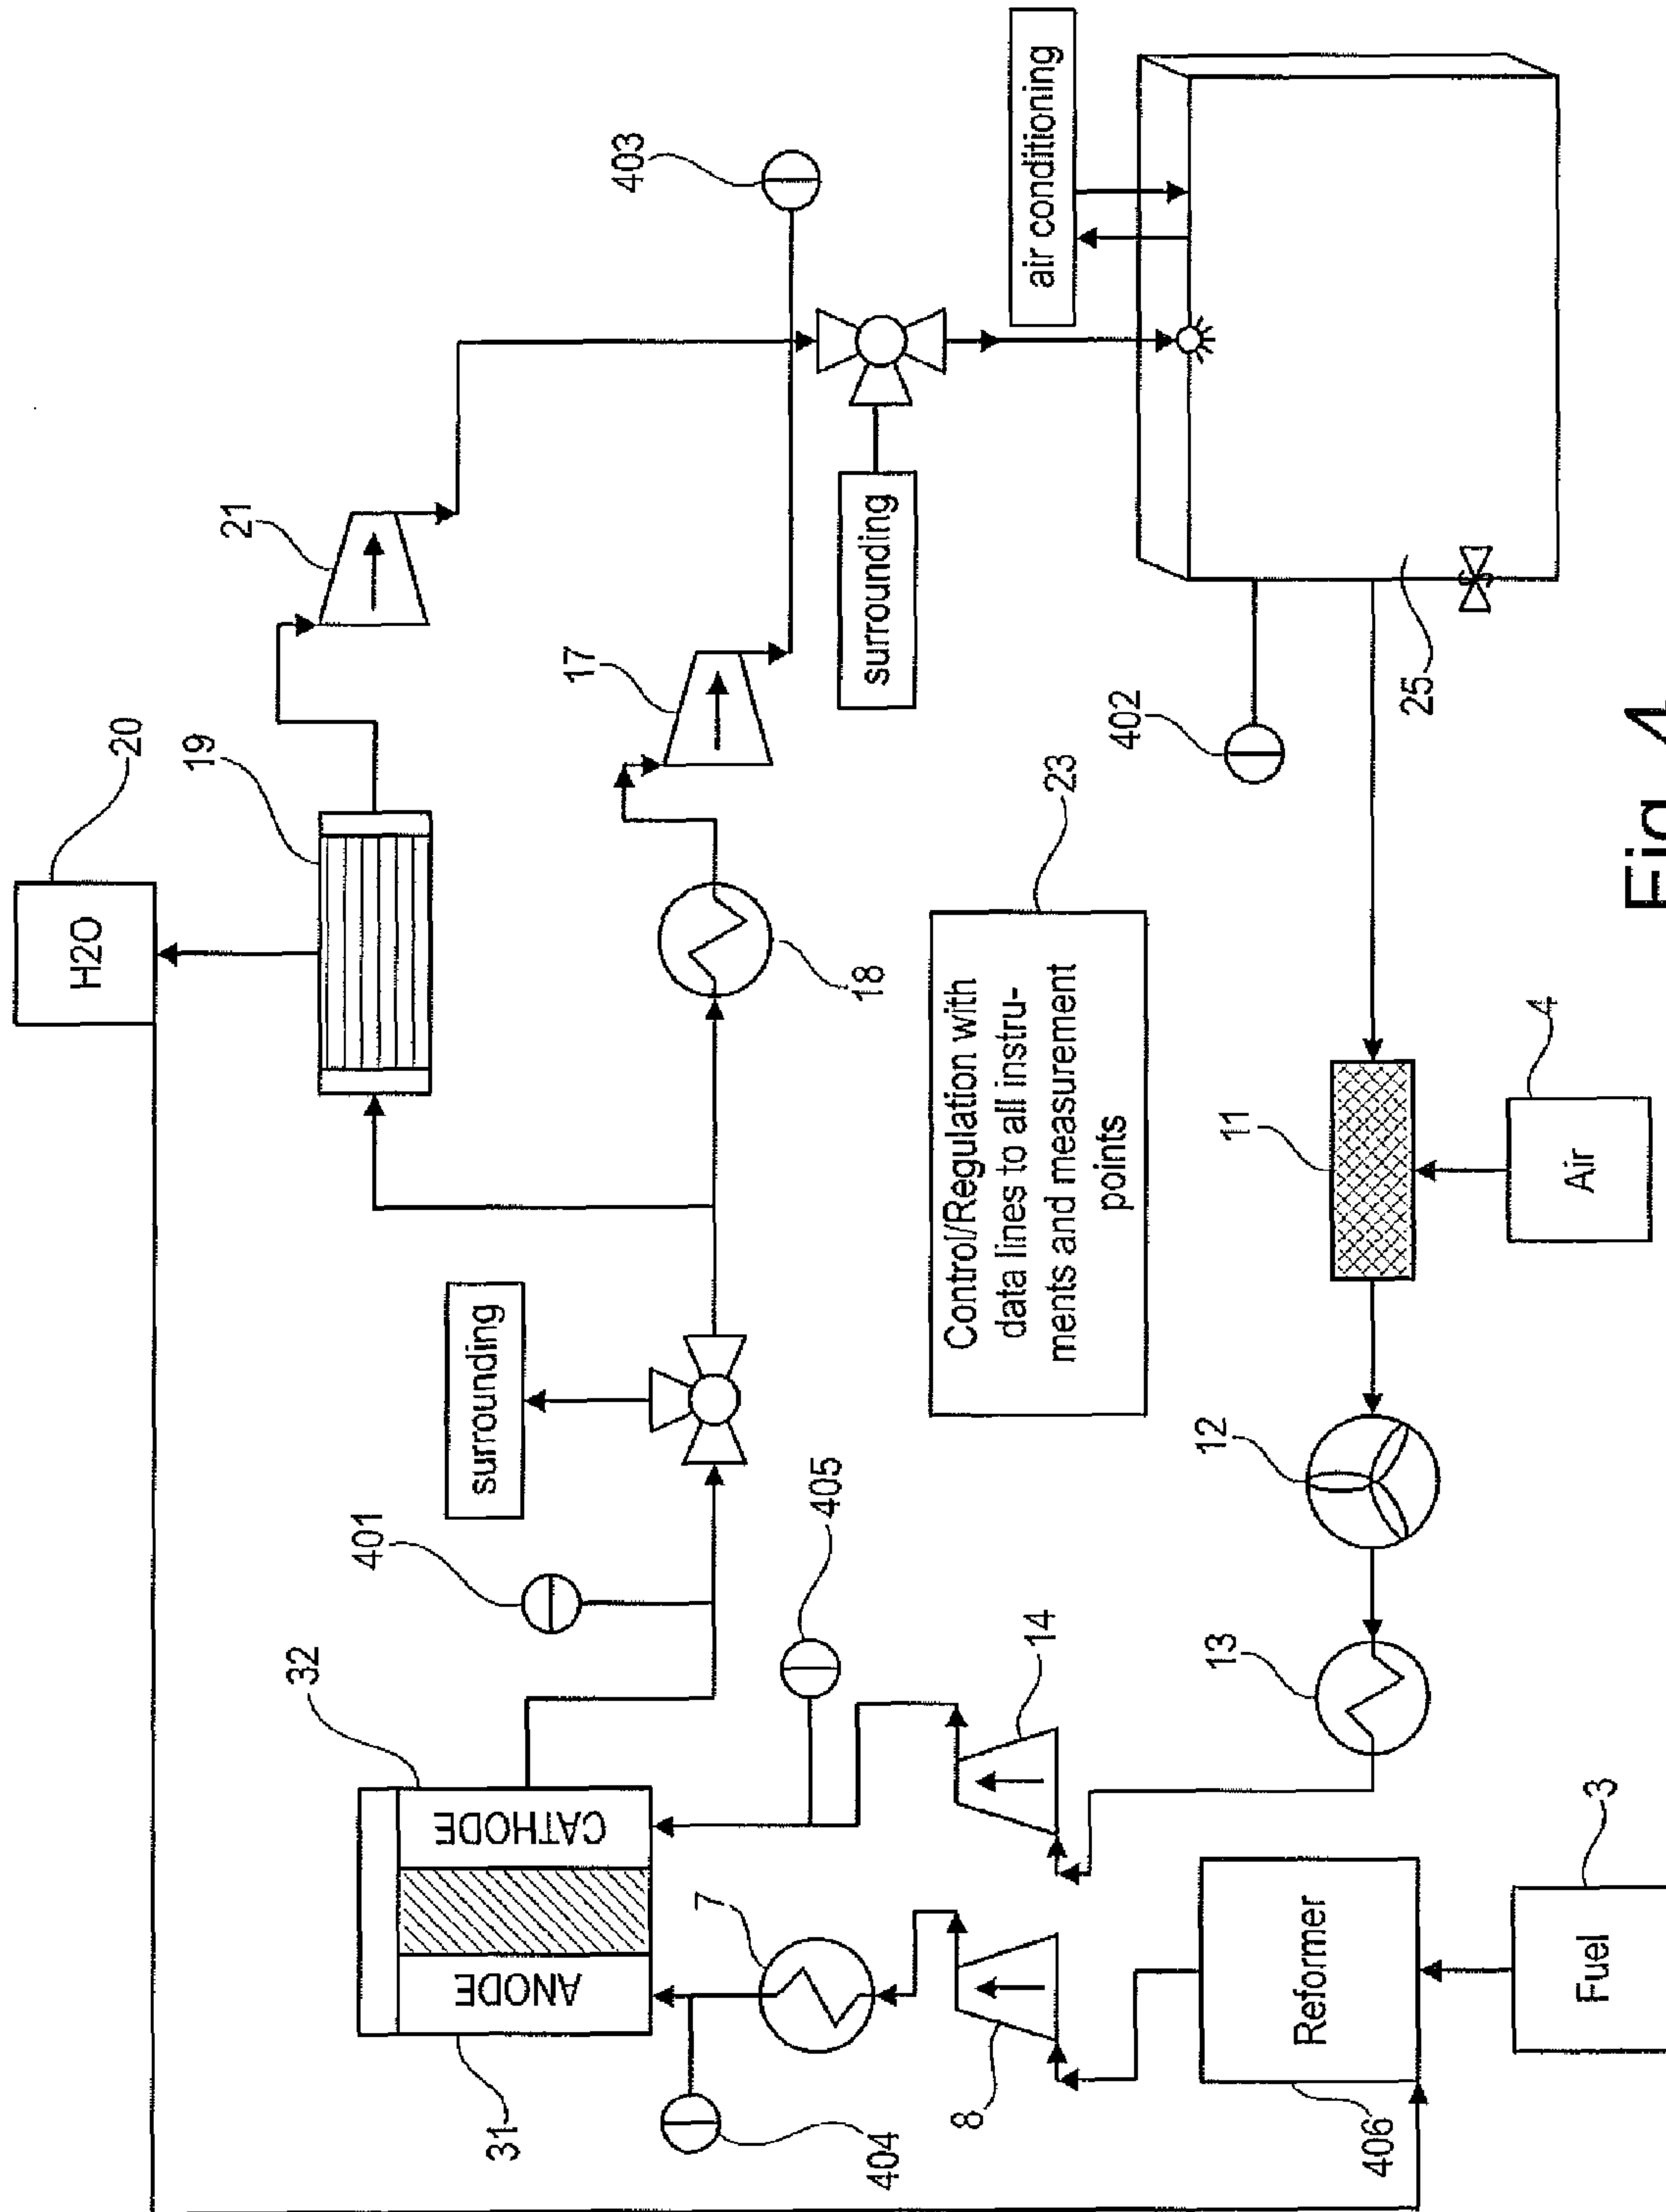 H2O
20
19
21
17
18
403
surrounding
401
32
31
CATHODE
ANODE
405
404
7
14
8
Reformer
406
Fuel
3
13
12
11
Air
4
Control/Regulation with
data lines to all instru-
ments and measurement
points
23
surrounding
air conditioning
402
25
Fig. 4